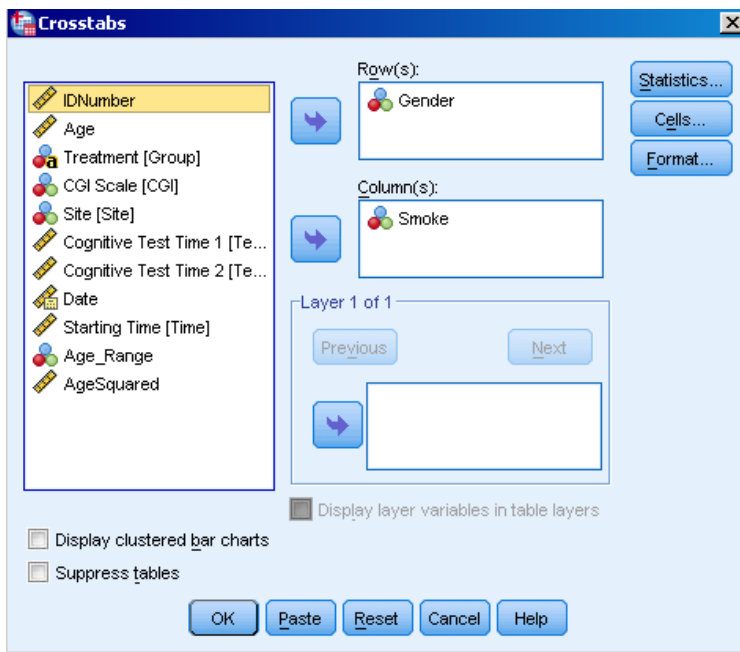 Crosstabs
IDNumber
Age
Treatment [Group]
CGI Scale [CGI]
Site [Site]
Cognitive Test Time 1 [Te...
Cognitive Test Time 2 [Te...
Date
Starting Time [Time]
Age_Range
AgeSquared
Row(s):
Gender
Column(s):
Smoke
Layer 1 of 1
Previous
Next
Display layer variables in table layers
Statistics...
Cells...
Format...
Display clustered bar charts
Suppress tables
OK
Paste
Reset
Cancel
Help